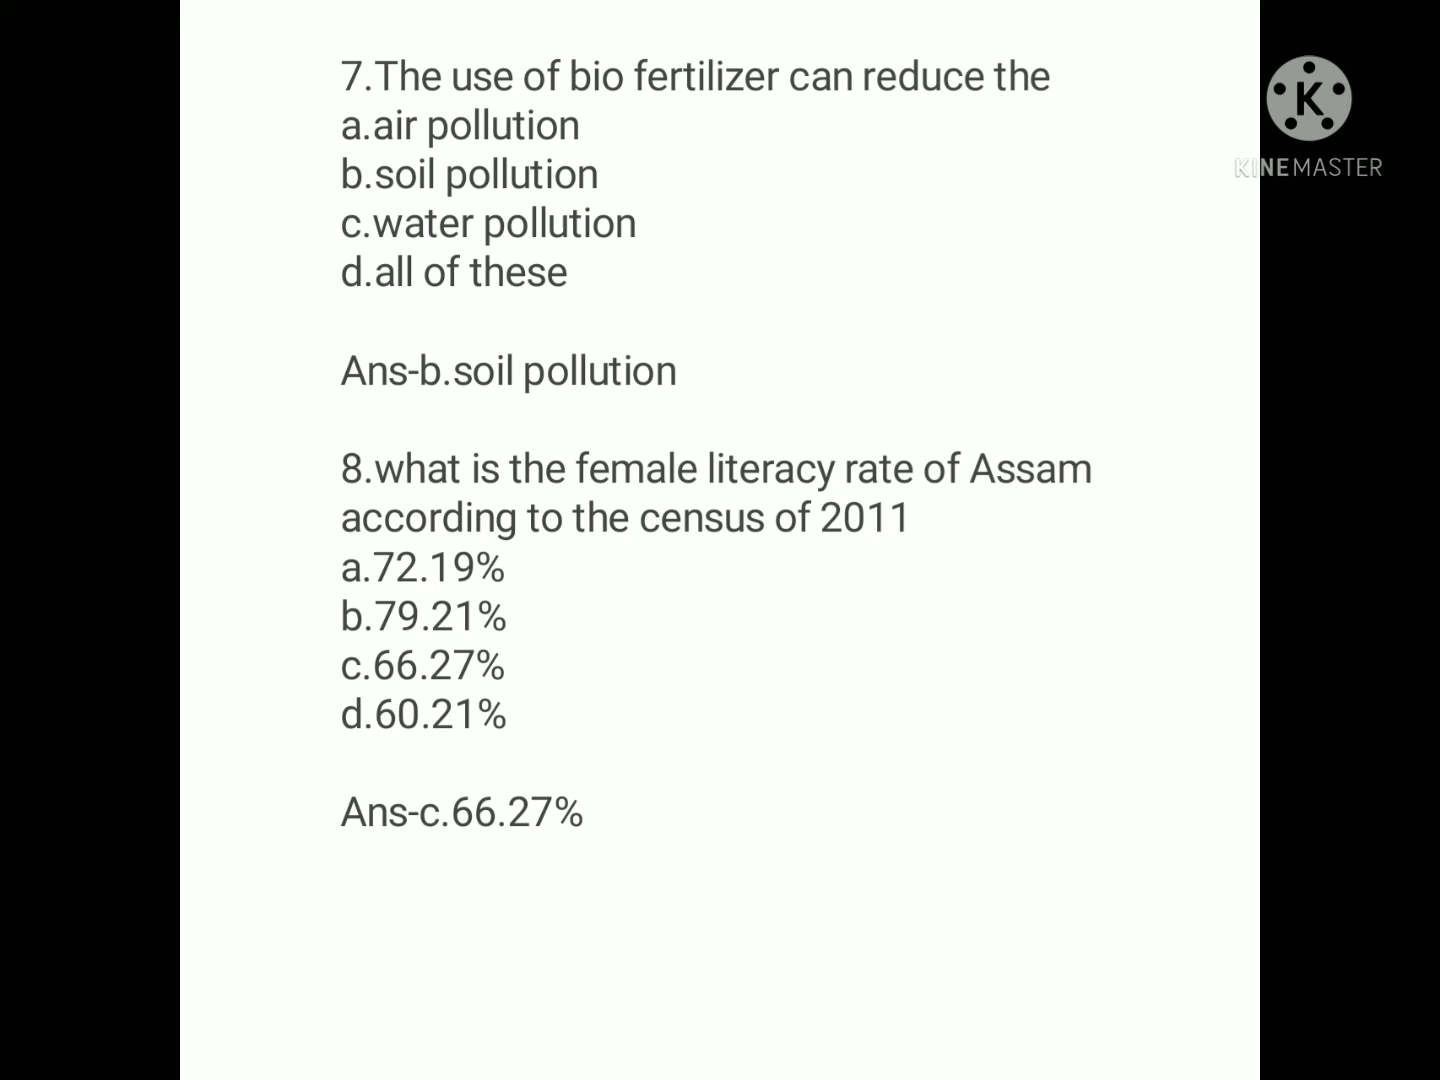 7.The use of bio fertilizer can reduce the
a.air pollution
b.soil pollution
c.water pollution
d.all of these
Ans-b.soil pollution
8.what is the female literacy rate of Assam
according to the census of 2011
a.72.19%
b.79.21%
c.66.27%
d.60.21%
Ans-c.66.27%
K
KINEMASTER